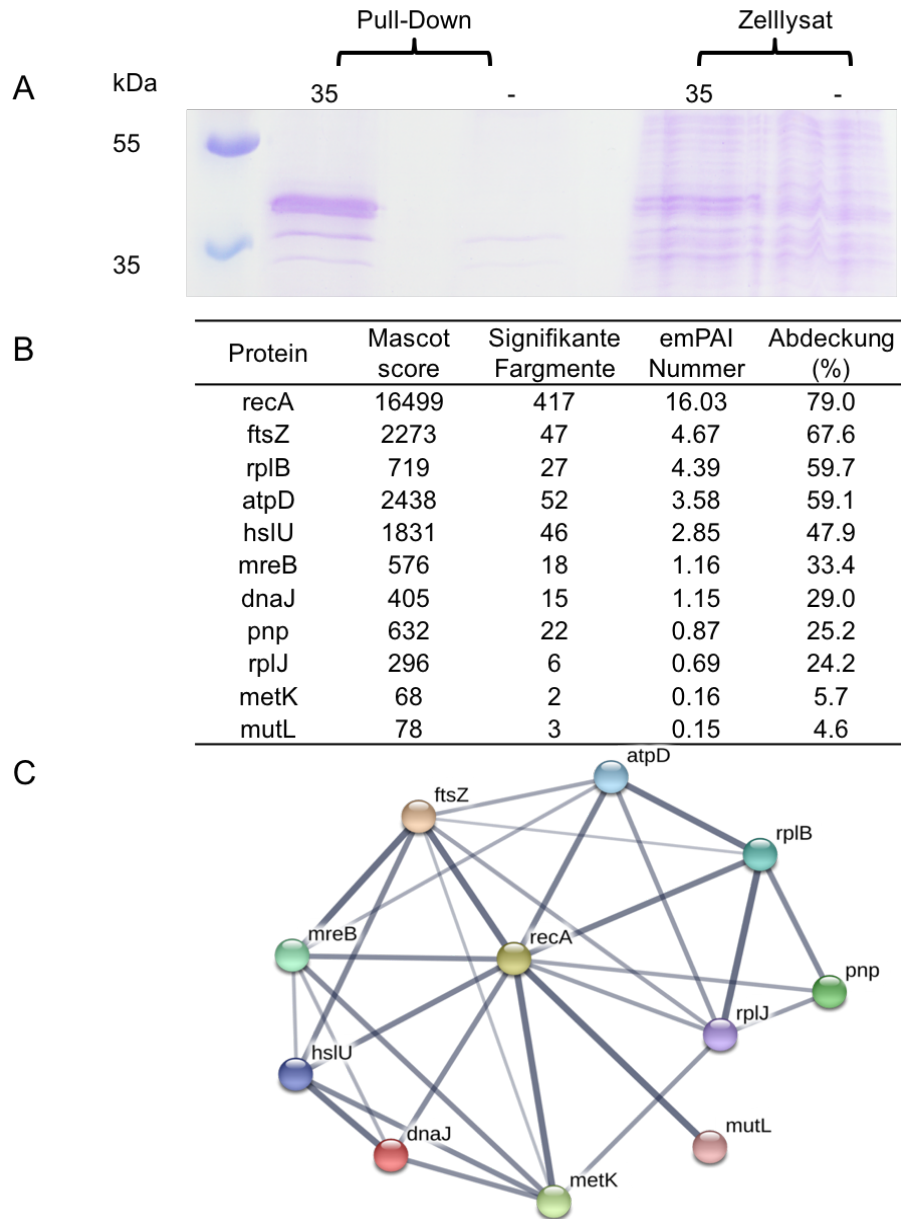 Pull-Down Zelllysat
A kDa 35 - 35 -
55
35
B
Protein Mascot score Signifikante Fargmente emPAI Nummer Abdeckung (%)
recA 16499 417 16.03 79.0
ftsZ 2273 47 4.67 67.6
rplB 719 27 4.39 59.7
atpD 2438 52 3.58 59.1
hslU 1831 46 2.85 47.9
mreB 576 18 1.16 33.4
dnaJ 405 15 1.15 29.0
pnp 632 22 0.87 25.2
rplJ 296 6 0.69 24.2
metK 68 2 0.16 5.7
mutL 78 3 0.15 4.6
C
atpD
ftsZ
rplB
mreB
recA
pnp
rplJ
hslU
mutL
dnaJ
metK